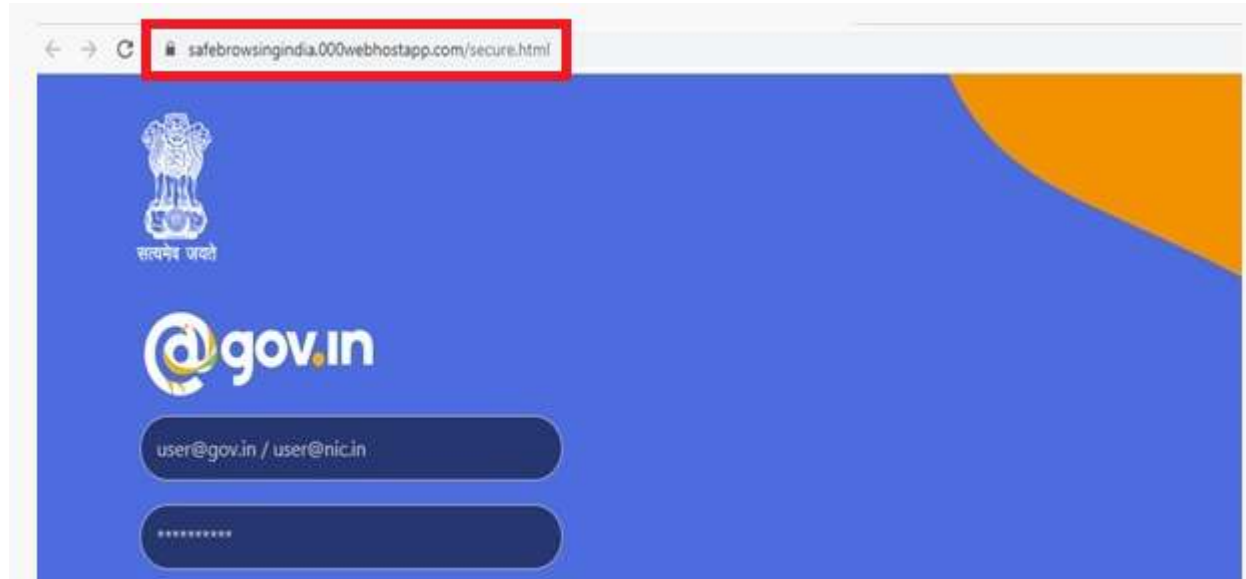 safebrowsingindia.000webhostapp.com/secure.html
सत्यमेव जयते
@gov.in
user@gov.in / user@nic.in
**********